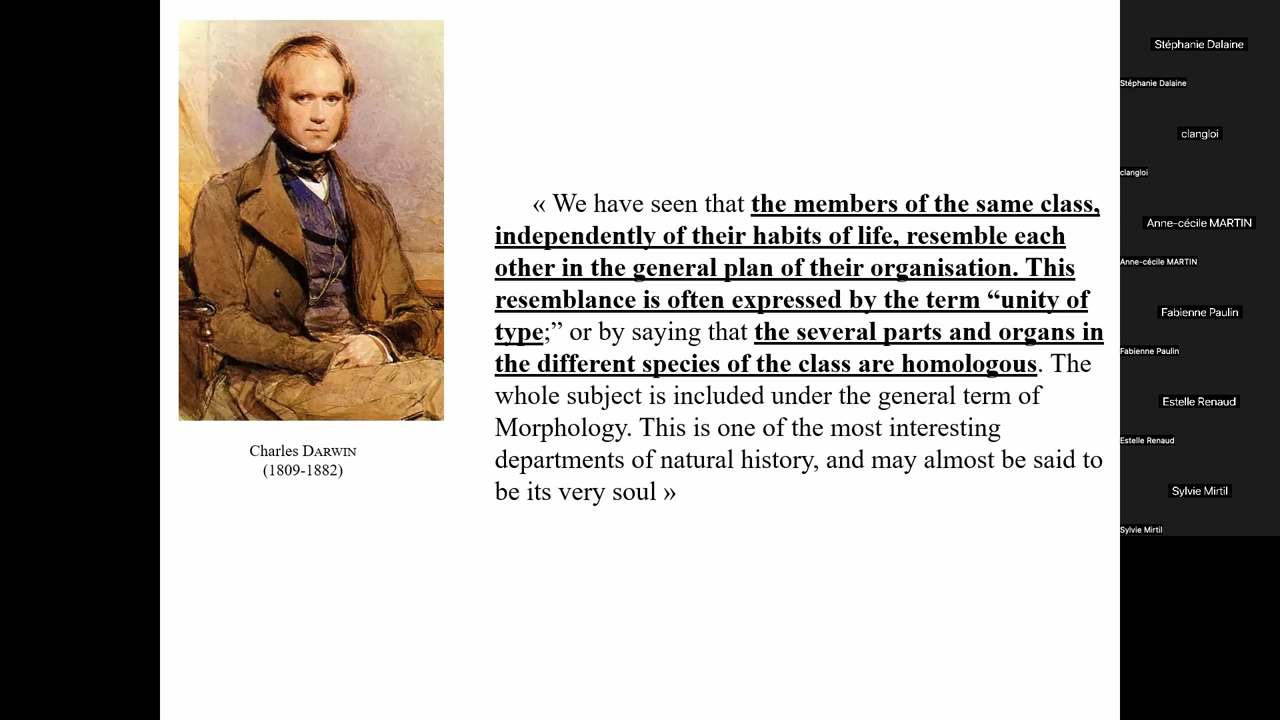 « We have seen that the members of the same class,
independently of their habits of life, resemble each
other in the general plan of their organisation. This
resemblance is often expressed by the term “unity of
type;” or by saying that the several parts and organs in
the different species of the class are homologous. The
whole subject is included under the general term of
Morphology. This is one of the most interesting
departments of natural history, and may almost be said to
be its very soul »
Charles DARWIN
(1809-1882)
Stéphanie Dalaine
Stéphanie Dalaine
clangloi
clangloi
Anne-cécile MARTIN
Anne-cécile MARTIN
Fabienne Paulin
Fabienne Paulin
Estelle Renaud
Estelle Renaud
Sylvie Mirtil
Sylvie Mirtil